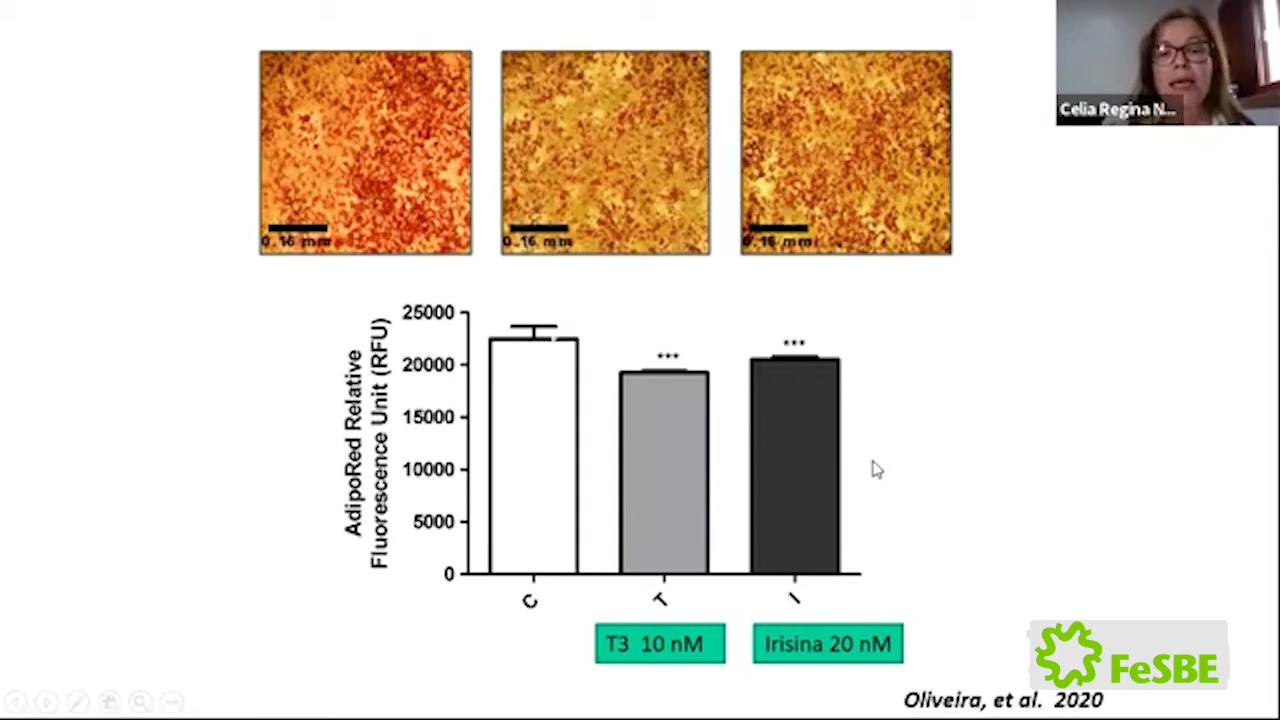 Celia Regina N...
0.16 mm
0.16 mm
0.16 mm
AdipoRed Relative
Fluorescence Unit (RFU)
25000
20000
15000
10000
5000
0
***
***
C
T
I
T3 10 nM
Irisina 20 nM
FeSBE
Oliveira, et al. 2020